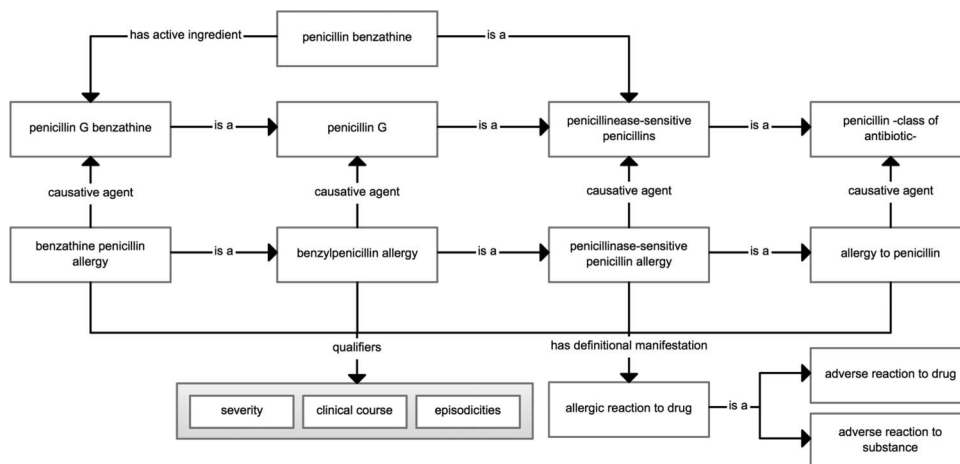 has active ingredient
penicillin benzathine
is a
penicillin G benzathine
is a
penicillin G
is a
penicillinease-sensitive
penicillins
is a
penicillin -class of
antibiotic-
causative agent
causative agent
causative agent
causative agent
benzathine penicillin
allergy
is a
benzylpenicillin allergy
is a
penicillinase-sensitive
penicillin allergy
is a
allergy to penicillin
qualifiers
has definitional manifestation
severity
clinical course
episodicities
allergic reaction to drug
is a
adverse reaction to drug
adverse reaction to
substance